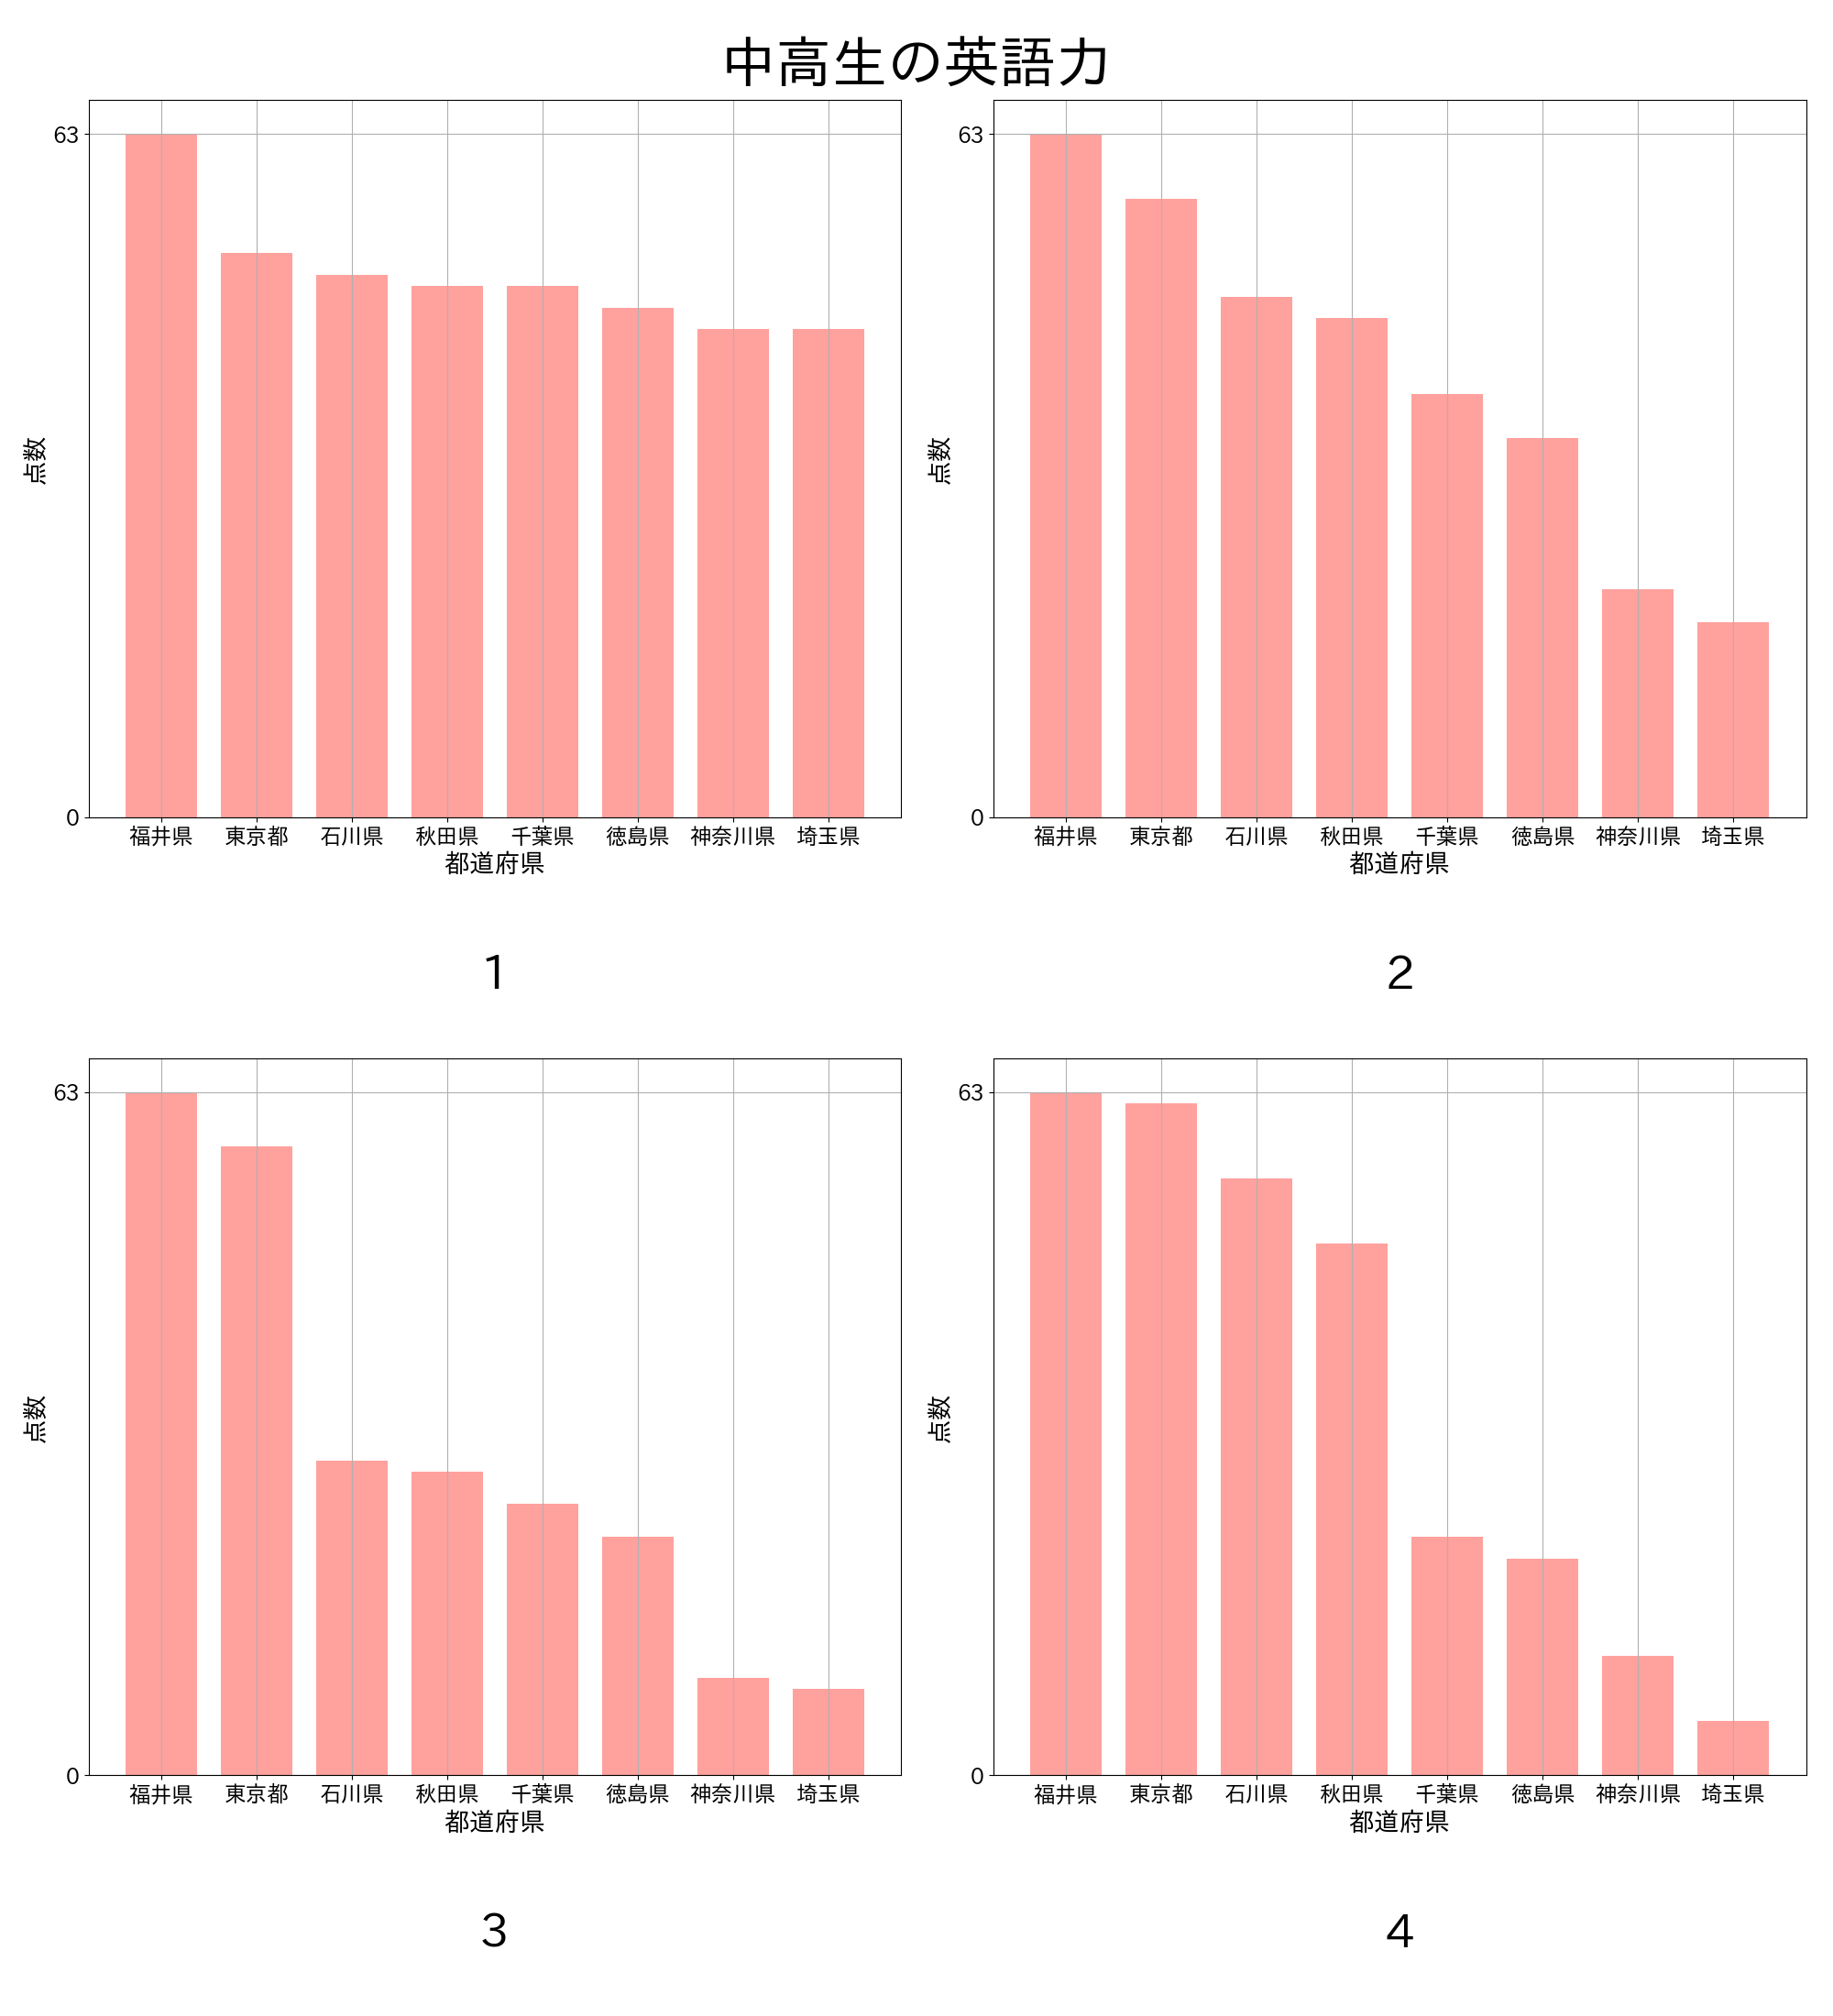 中高生の英語力
63
0
点数
福井県 東京都 石川県 秋田県 千葉県 徳島県 神奈川県 埼玉県
都道府県
1
63
0
点数
福井県 東京都 石川県 秋田県 千葉県 徳島県 神奈川県 埼玉県
都道府県
2
63
0
点数
福井県 東京都 石川県 秋田県 千葉県 徳島県 神奈川県 埼玉県
都道府県
3
63
0
点数
福井県 東京都 石川県 秋田県 千葉県 徳島県 神奈川県 埼玉県
都道府県
4